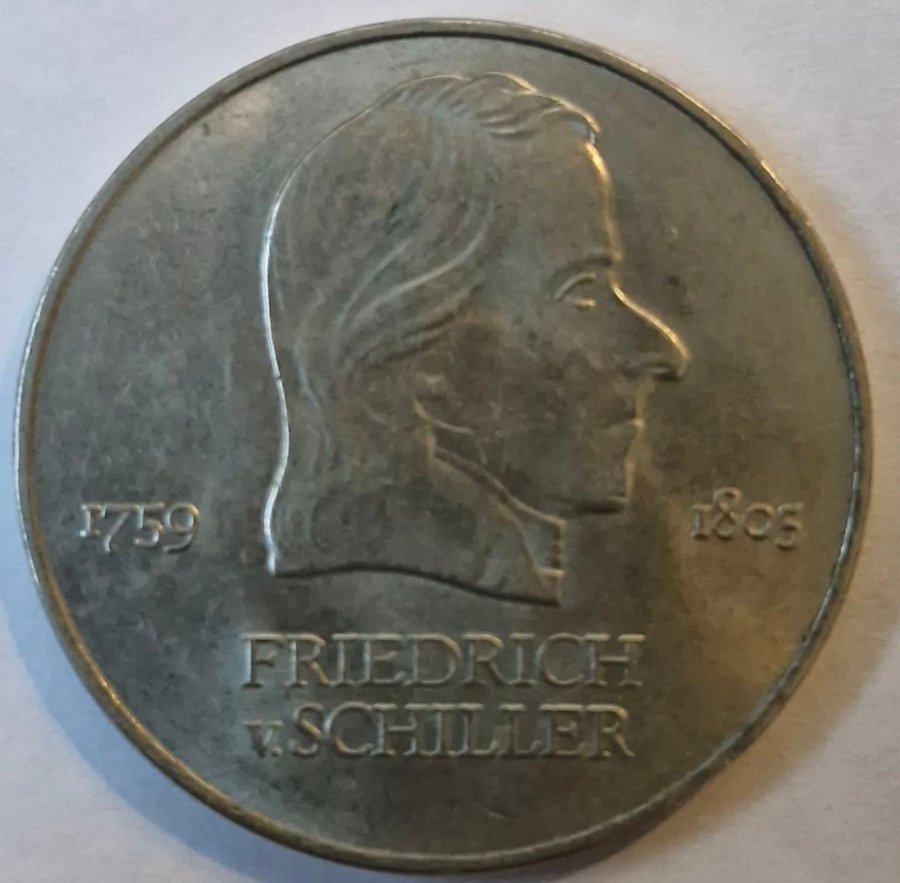 1759
1805
FRIEDRICH
v. SCHILLER